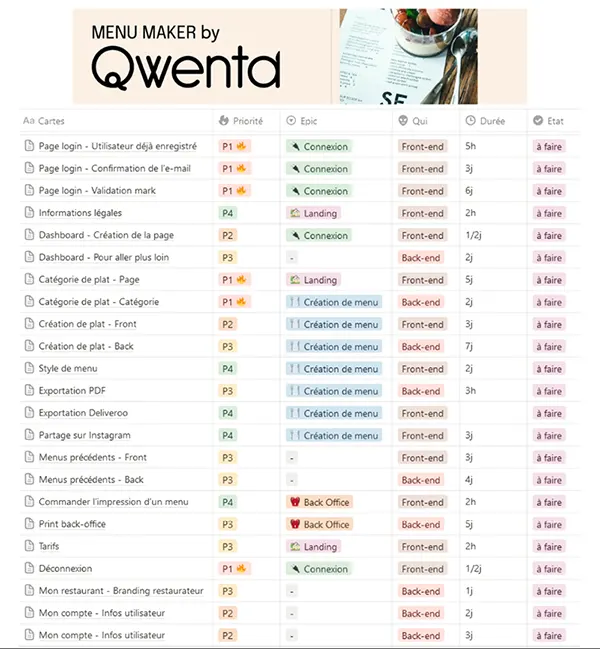 MENU MAKER by
Qwenta
SE
Aa Cartes Priorité Epic Qui Durée Etat
Page login - Utilisateur déjà enregistré P1 Connexion Front-end 5h à faire
Page login - Confirmation de l'e-mail P1 Connexion Front-end 3j à faire
Page login - Validation mark P1 Connexion Front-end 6j à faire
Informations légales P4 Landing Front-end 2h à faire
Dashboard - Création de la page P2 Connexion Front-end 1/2j à faire
Dashboard - Pour aller plus loin P3 - Back-end 2j à faire
Catégorie de plat - Page P1 Landing Front-end 5j à faire
Catégorie de plat - Catégorie P1 Création de menu Back-end 2j à faire
Création de plat - Front P2 Création de menu Front-end 3j à faire
Création de plat - Back P3 Création de menu Back-end 7j à faire
Style de menu P4 Création de menu Front-end 2j à faire
Exportation PDF P3 Création de menu Back-end 3h à faire
Exportation Deliveroo P4 Création de menu Front-end à faire
Partage sur Instagram P4 Création de menu Front-end 3j à faire
Menus précédents - Front P3 - Front-end 3j à faire
Menus précédents - Back P3 - Back-end 4j à faire
Commander l'impression d'un menu P4 Back Office Front-end 2h à faire
Print back-office P3 Back Office Back-end 5j à faire
Tarifs P3 Landing Front-end 2h à faire
Déconnexion P1 Connexion Front-end 1/2j à faire
Mon restaurant - Branding restaurateur P3 - Back-end 1j à faire
Mon compte - Infos utilisateur P2 - Back-end 2j à faire
Mon compte - Infos utilisateur P2 - Back-end 3j à faire